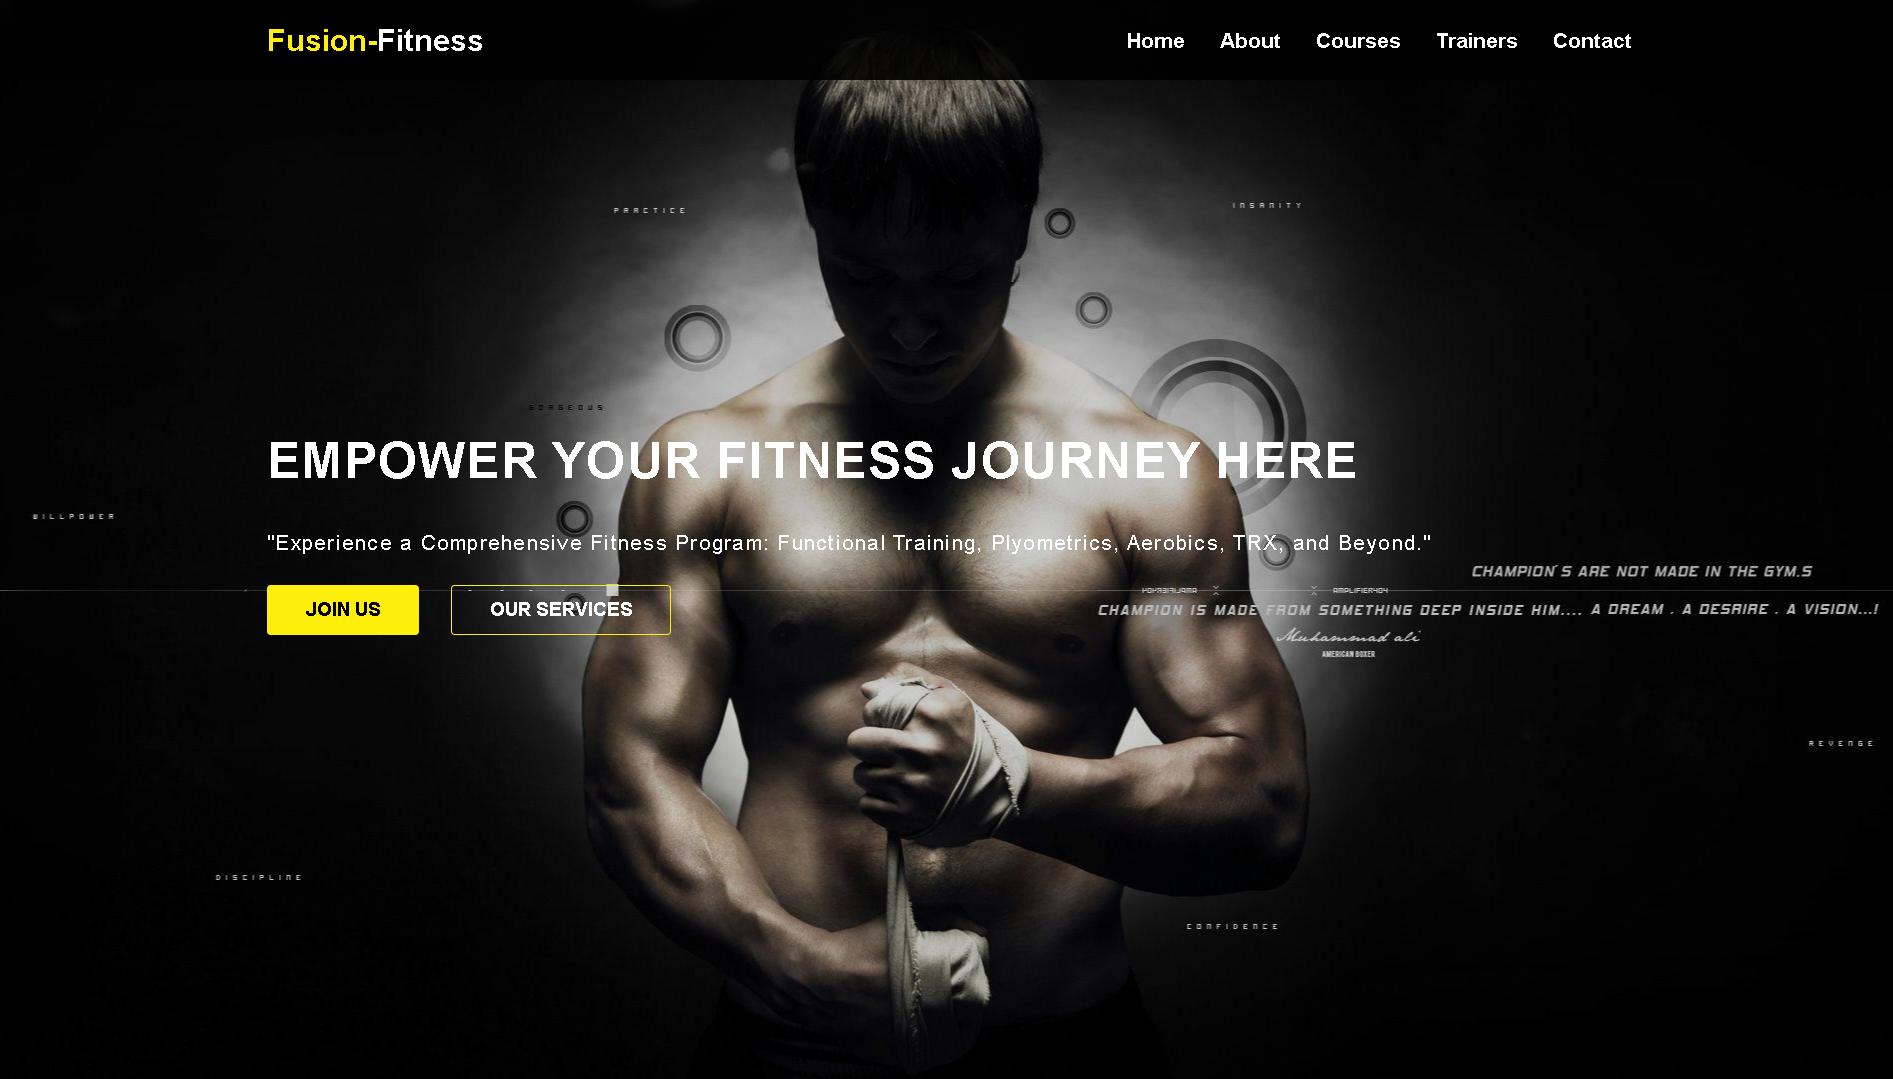 Fusion-Fitness
Home About Courses Trainers Contact
PRACTICE
INSANITY
GORGEOUS
EMPOWER YOUR FITNESS JOURNEY HERE
WILLPOWER
"Experience a Comprehensive Fitness Program: Functional Training, Plyometrics, Aerobics, TRX, and Beyond."
CHAMPION´S ARE NOT MADE IN THE GYM.S
JOIN US
OUR SERVICES
CHAMPION IS MADE FROM SOMETHING DEEP INSIDE HIM.... A DREAM . A DESRIRE . A VISION...!
Muhammad ali
AMERICAN BOXER
REVENGE
DISCIPLINE
CONFIDENCE